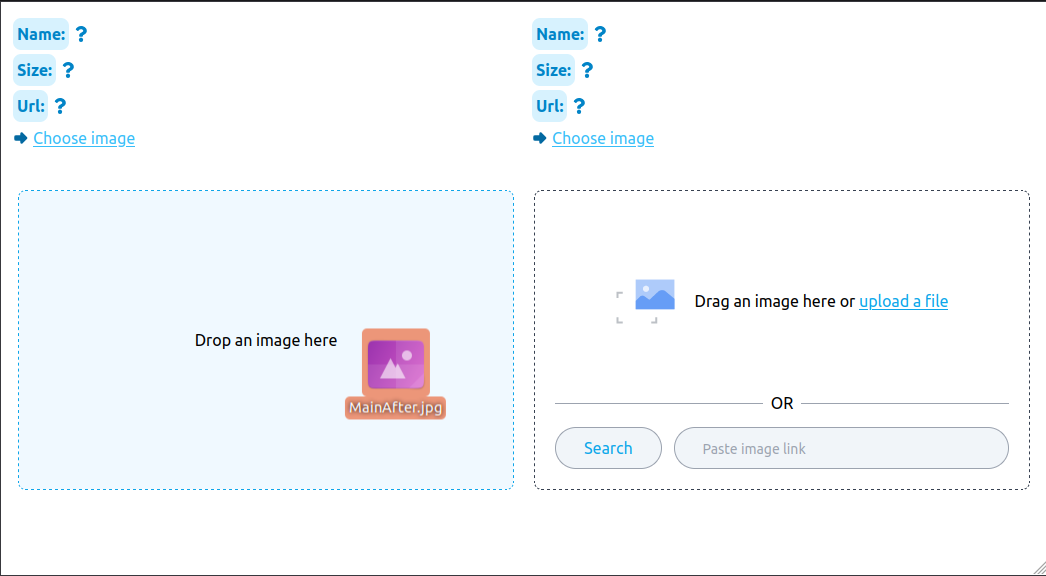 Name: ?
Size: ?
Url: ?
Choose image
Drop an image here
MainAfter.jpg
Name: ?
Size: ?
Url: ?
Choose image
Drag an image here or upload a file
OR
Search
Paste image link